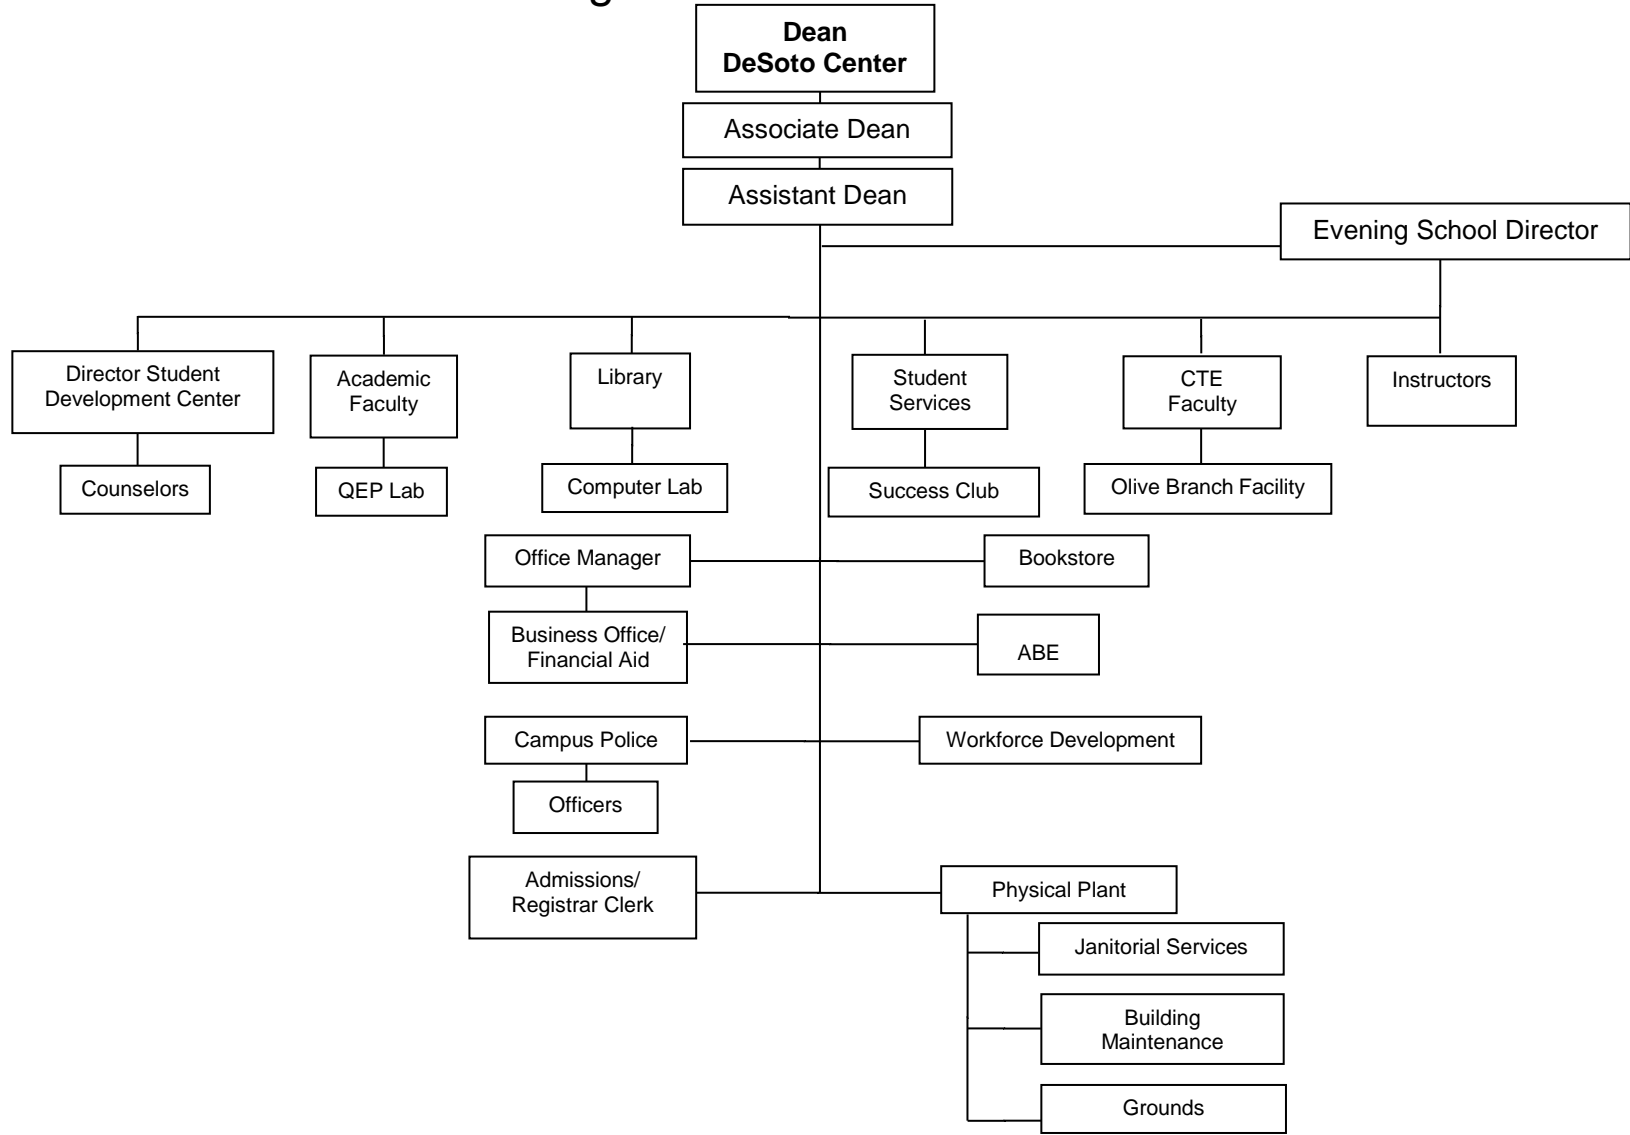 Dean
DeSoto Center
Associate Dean
Assistant Dean
Evening School Director
Director Student
Development Center
Academic
Faculty
Library
Student
Services
CTE
Faculty
Instructors
Counselors
QEP Lab
Computer Lab
Success Club
Olive Branch Facility
Office Manager
Bookstore
Business Office/
Financial Aid
ABE
Campus Police
Workforce Development
Officers
Admissions/
Registrar Clerk
Physical Plant
Janitorial Services
Building
Maintenance
Grounds